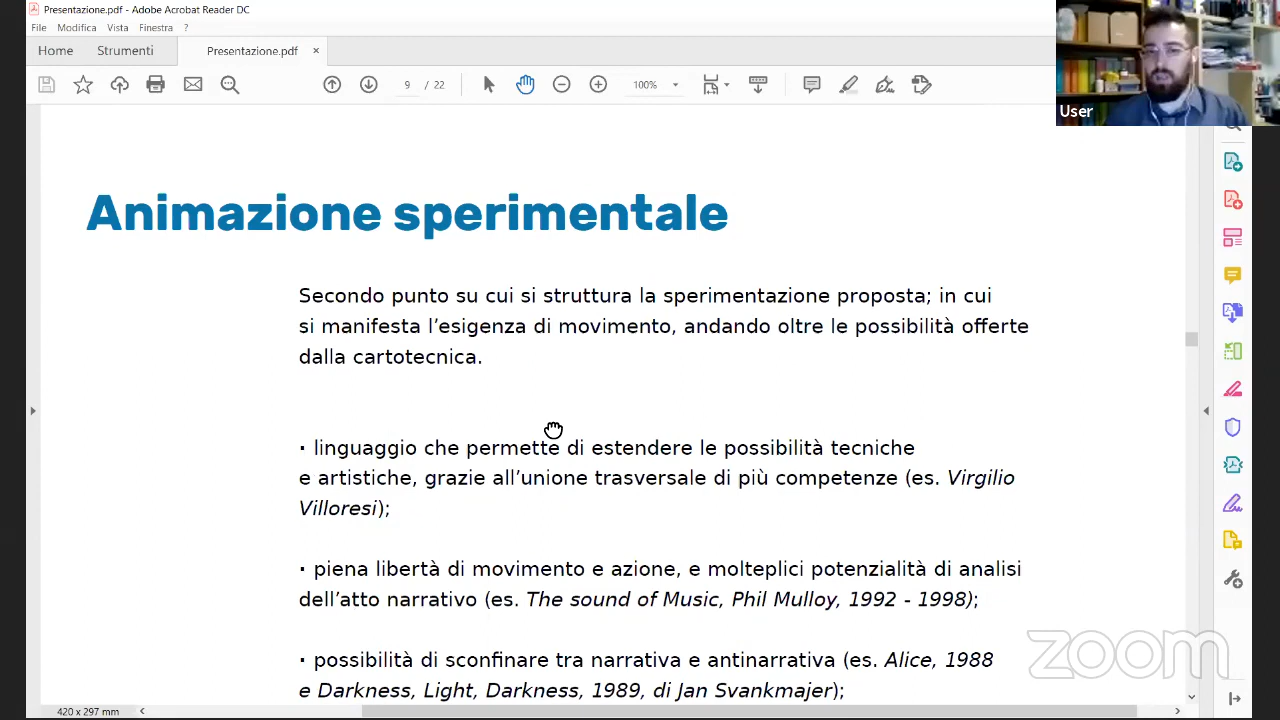 Presentazione.pdf - Adobe Acrobat Reader DC
File Modifica Vista Finestra ?
Home Strumenti Presentazione.pdf ×
9 / 22 100%
User
Animazione sperimentale
Secondo punto su cui si struttura la sperimentazione proposta; in cui
si manifesta l’esigenza di movimento, andando oltre le possibilità offerte
dalla cartotecnica.
· linguaggio che permette di estendere le possibilità tecniche
e artistiche, grazie all’unione trasversale di più competenze (es. Virgilio
Villoresi);
· piena libertà di movimento e azione, e molteplici potenzialità di analisi
dell’atto narrativo (es. The sound of Music, Phil Mulloy, 1992 - 1998);
· possibilità di sconfinare tra narrativa e antinarrativa (es. Alice, 1988
e Darkness, Light, Darkness, 1989, di Jan Svankmajer);
zoom
420 x 297 mm